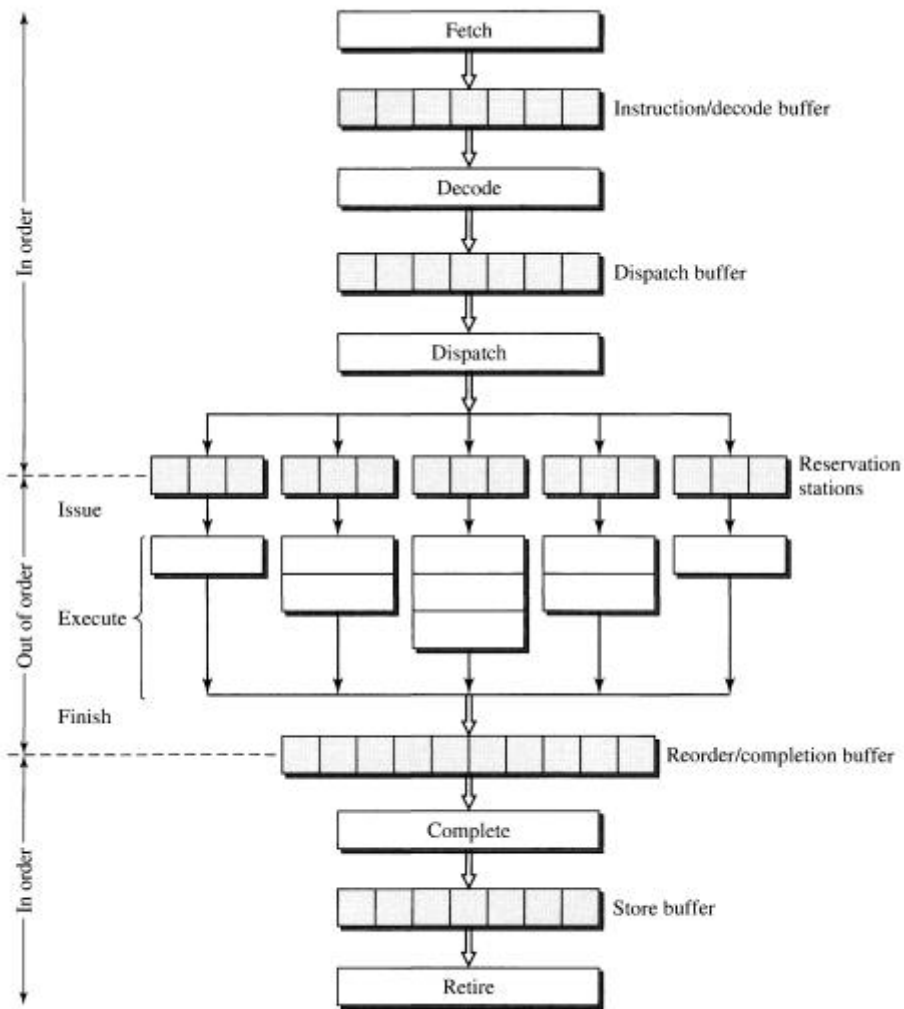 Fetch
Instruction/decode buffer
Decode
In order
Dispatch buffer
Dispatch
Reservation
stations
Issue
Out of order
Execute
Finish
Reorder/completion buffer
Complete
In order
Store buffer
Retire